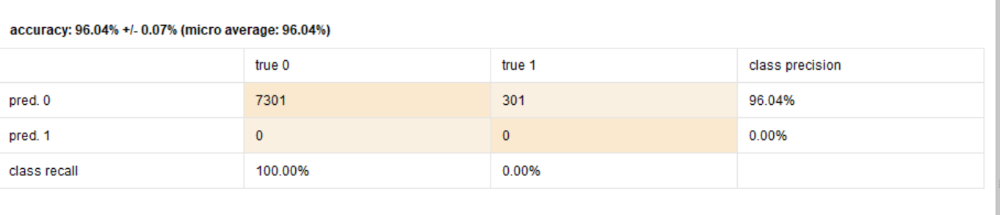 accuracy: 96.04% +/- 0.07% (micro average: 96.04%)
true 0 true 1 class precision
pred. 0 7301 301 96.04%
pred. 1 0 0 0.00%
class recall 100.00% 0.00%